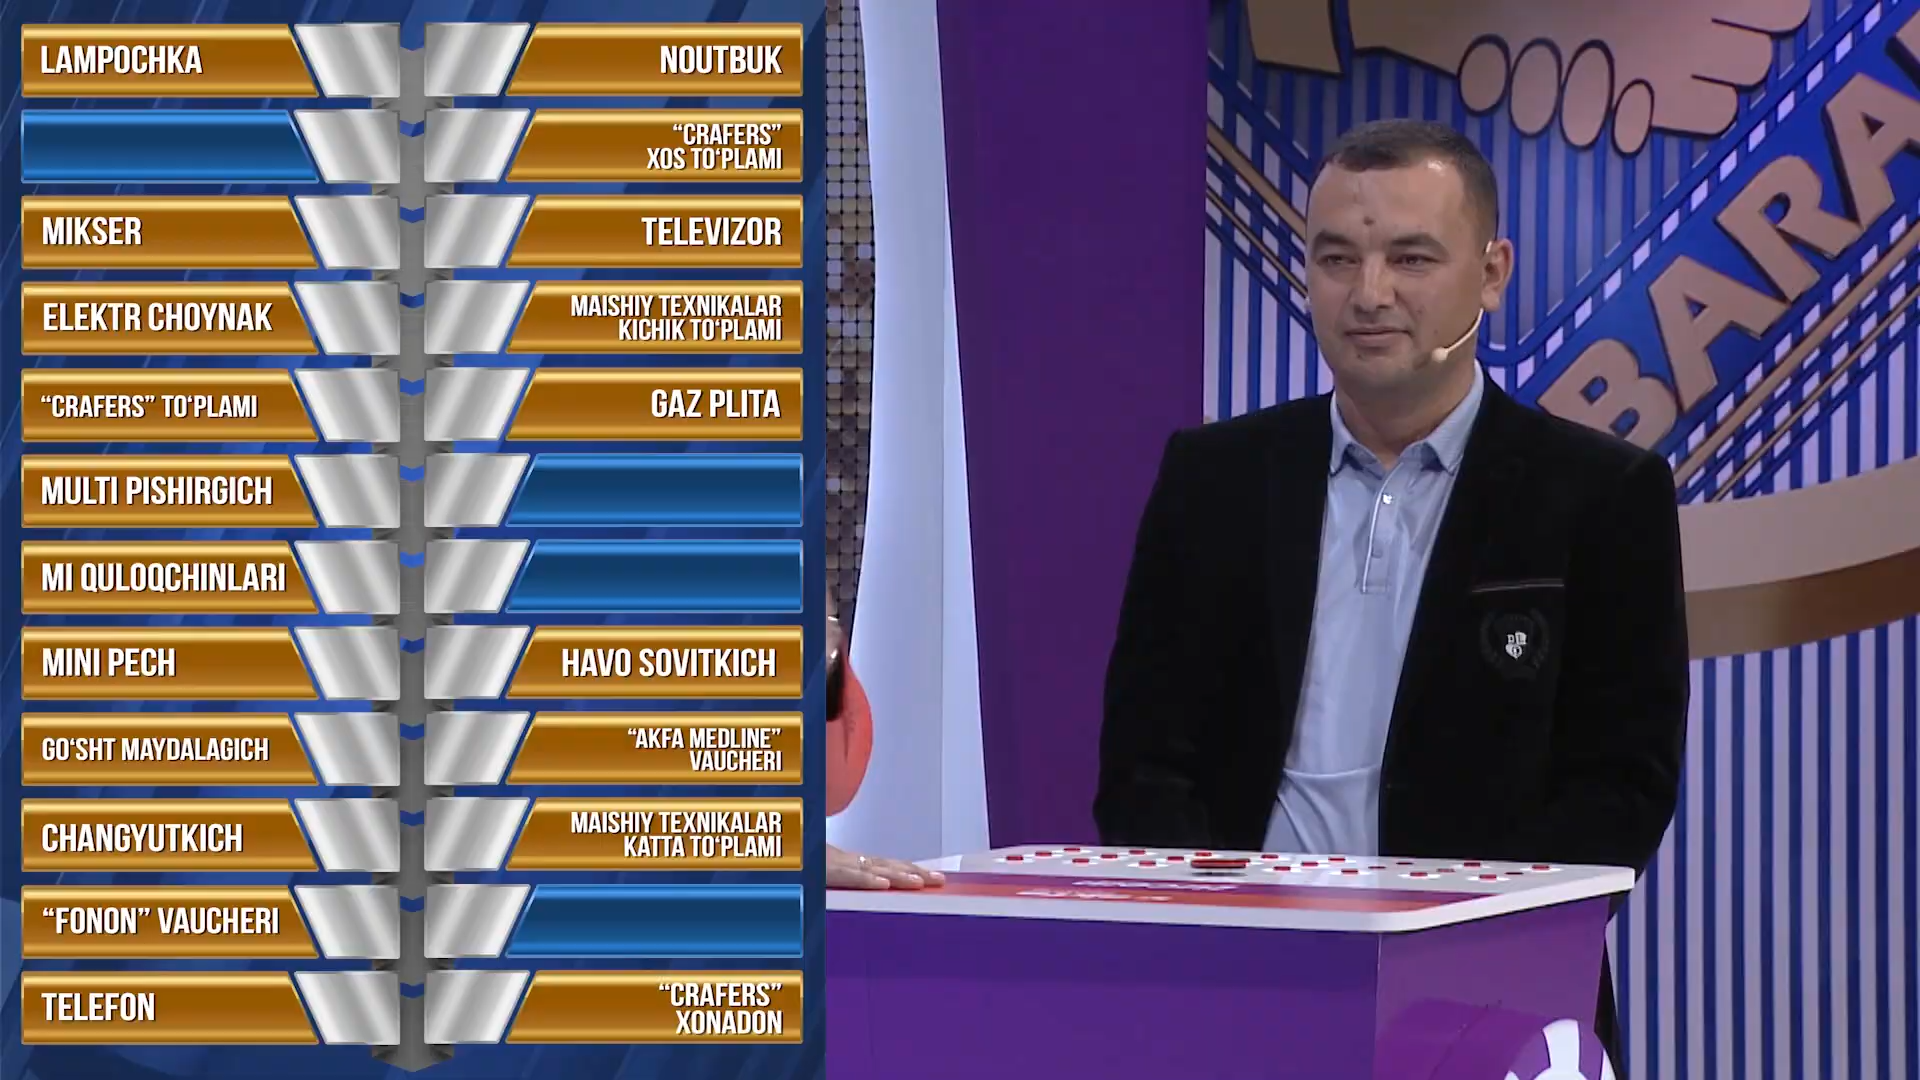 LAMPOCHKA
MIKSER
ELEKTR CHOYNAK
“CRAFERS” TO‘PLAMI
MULTI PISHIRGICH
MI QULOQCHINLARI
MINI PECH
GO‘SHT MAYDALAGICH
CHANGYUTKICH
“FONON” VAUCHERI
TELEFON
NOUTBUK
“CRAFERS”
XOS TO‘PLAMI
TELEVIZOR
MAISHIY TEXNIKALAR
KICHIK TO‘PLAMI
GAZ PLITA
HAVO SOVITKICH
“AKFA MEDLINE”
VAUCHERI
MAISHIY TEXNIKALAR
KATTA TO‘PLAMI
“CRAFERS”
XONADON
BARA